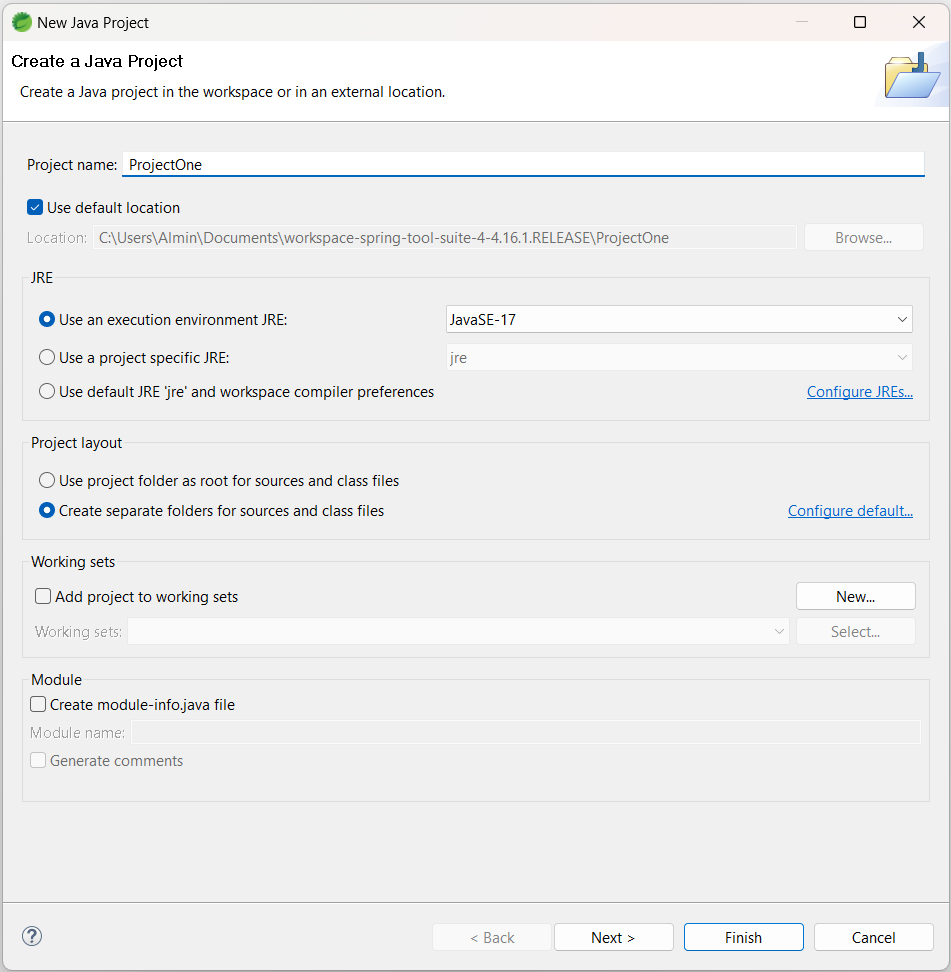 New Java Project
Create a Java Project
Create a Java project in the workspace or in an external location.
Project name: ProjectOne
Use default location
Location: C:\Users\Almin\Documents\workspace-spring-tool-suite-4-4.16.1.RELEASE\ProjectOne Browse...
JRE
Use an execution environment JRE: JavaSE-17
Use a project specific JRE: jre
Use default JRE 'jre' and workspace compiler preferences Configure JREs...
Project layout
Use project folder as root for sources and class files
Create separate folders for sources and class files Configure default...
Working sets
Add project to working sets New...
Working sets: Select...
Module
Create module-info.java file
Module name:
Generate comments
? < Back Next > Finish Cancel